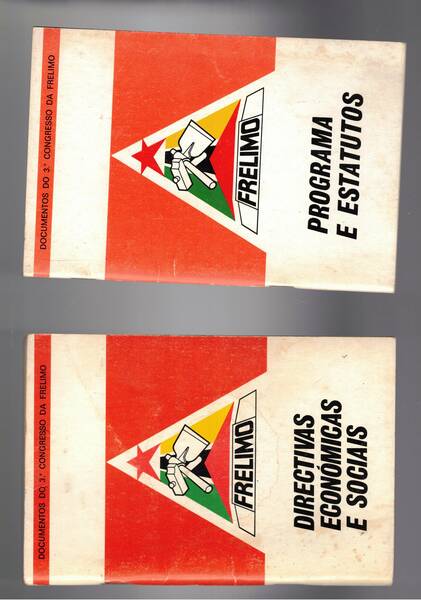 DOCUMENTOS DO 3.º CONGRESSO DA FRELIMO
FRELIMO
PROGRAMA
E ESTATUTOS
DOCUMENTOS DO 3.º CONGRESSO DA FRELIMO
FRELIMO
DIRECTIVAS
ECONÓMICAS
E SOCIAIS